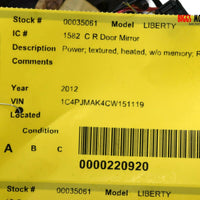 Stock # 00035061 Model LIBERTY
IC # 1582 C R Door Mirror
Description Power; textured, heated, w/o memory; R
Comments
Year 2012
VIN 1C4PJMAK4CW151119
Located
Condition
A B C
0000220920
Stock # 00035061 Model LIBERTY